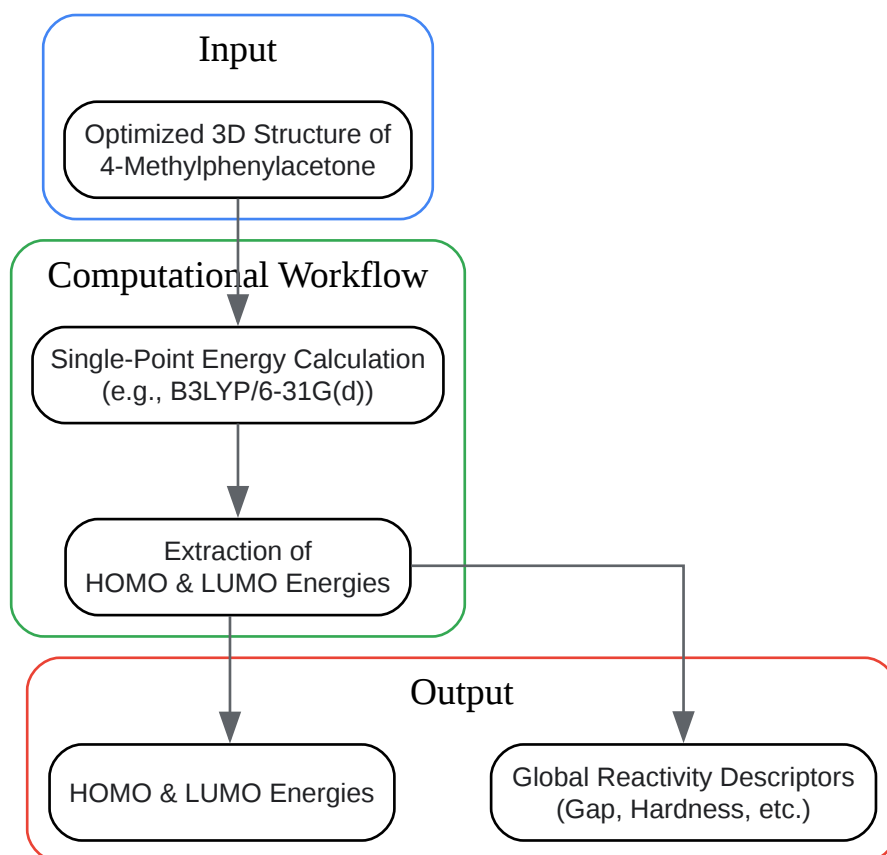 Input
Optimized 3D Structure of
4-Methylphenylacetone
Computational Workflow
Single-Point Energy Calculation
(e.g., B3LYP/6-31G(d))
Extraction of
HOMO & LUMO Energies
Output
HOMO & LUMO Energies
Global Reactivity Descriptors
(Gap, Hardness, etc.)